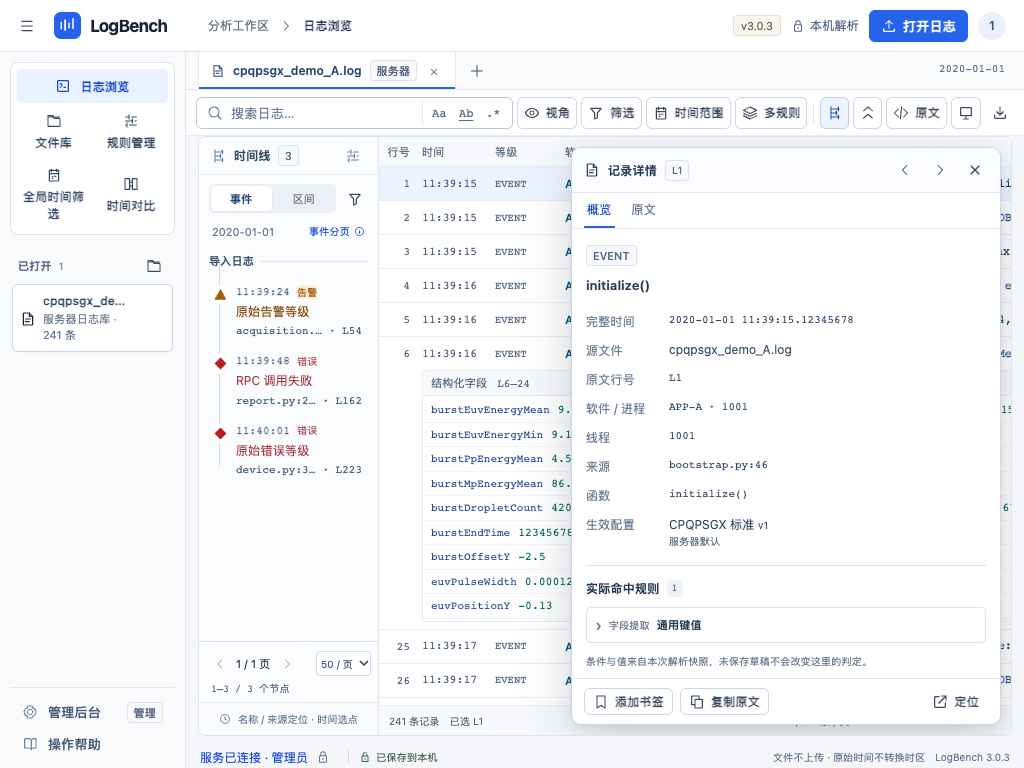 LogBench
分析工作区 > 日志浏览
v3.0.3
本机解析
打开日志
1
日志浏览
文件库
规则管理
全局时间筛选
时间对比
已打开 1
cpqpsgx_de…
服务器日志库 ·
241 条
管理后台 管理
操作帮助
cpqpsgx_demo_A.log 服务器 ×
2020-01-01
搜索日志…
Aa Ab .*
视角
筛选
时间范围
多规则
原文
时间线 3
事件 区间
2020-01-01 事件分页
导入日志
11:39:24 告警
原始告警等级
acquisition.… · L54
11:39:48 错误
RPC 调用失败
report.py:2… · L162
11:40:01 错误
原始错误等级
device.py:3… · L223
1 / 1 页
50 / 页
1—3 / 3 个节点
名称 / 来源定位 · 时间选点
行号 时间 等级
1 11:39:15 EVENT
2 11:39:15 EVENT
3 11:39:15 EVENT
4 11:39:16 EVENT
5 11:39:16 EVENT
6 11:39:16 EVENT
结构化字段 L6—24
burstEuvEnergyMean 9.
burstEuvEnergyMin 9.1
burstPpEnergyMean 4.5
burstMpEnergyMean 86.
burstDropletCount 420
burstEndTime 12345678
burstOffsetY -2.5
euvPulseWidth 0.00012
euvPositionY -0.13
25 11:39:17 EVENT
26 11:39:17 EVENT
241 条记录 已选 L1
记录详情 L1
概览 原文
EVENT
initialize()
完整时间 2020-01-01 11:39:15.12345678
源文件 cpqpsgx_demo_A.log
原文行号 L1
软件 / 进程 APP-A · 1001
线程 1001
来源 bootstrap.py:46
函数 initialize()
生效配置 CPQPSGX 标准 v1
服务器默认
实际命中规则 1
字段提取 通用键值
条件与值来自本次解析快照，未保存草稿不会改变这里的判定。
添加书签
复制原文
定位
服务已连接 · 管理员
已保存到本机
文件不上传 · 原始时间不转换时区 LogBench 3.0.3